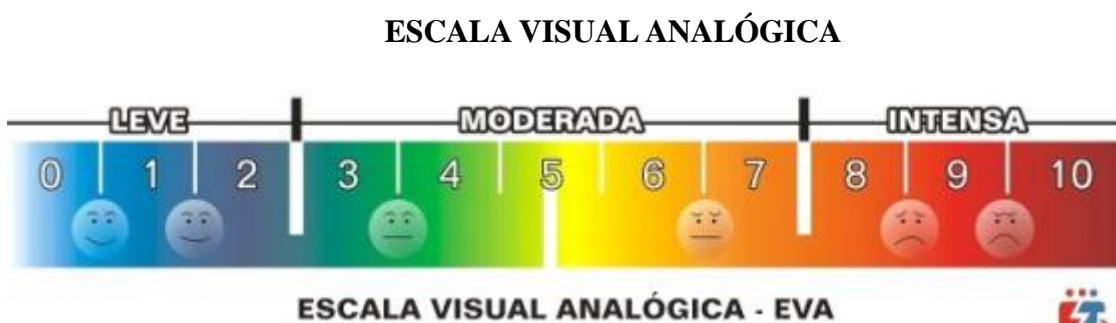 ESCALA VISUAL ANALÓGICA
LEVE MODERADA INTENSA
0 1 2 3 4 5 6 7 8 9 10
ESCALA VISUAL ANALÓGICA - EVA